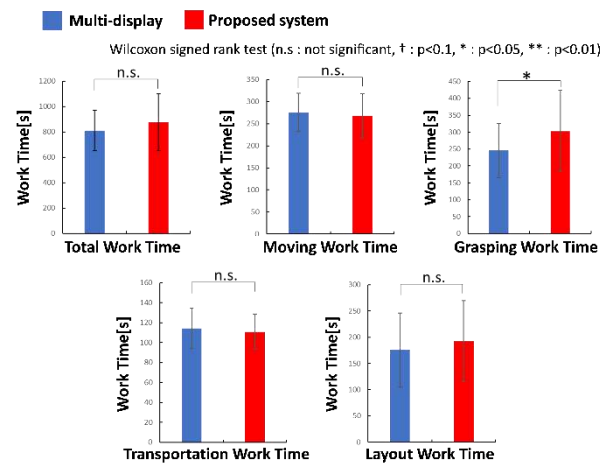 Multi-display Proposed system
Wilcoxon signed rank test (n.s : not significant, † : p<0.1, * : p<0.05, ** : p<0.01)
n.s. n.s. *
Work Time[s] Work Time[s] Work Time[s]
1200 350 450
1000 300 400
800 250 350
600 200 300
400 150 250
200 100 200
0 50 150
0 100
50
0
Total Work Time Moving Work Time Grasping Work Time
n.s. n.s.
Work Time[s] Work Time[s]
160 300
140 250
120 200
100 150
80 100
60 50
40 0
20
0
Transportation Work Time Layout Work Time